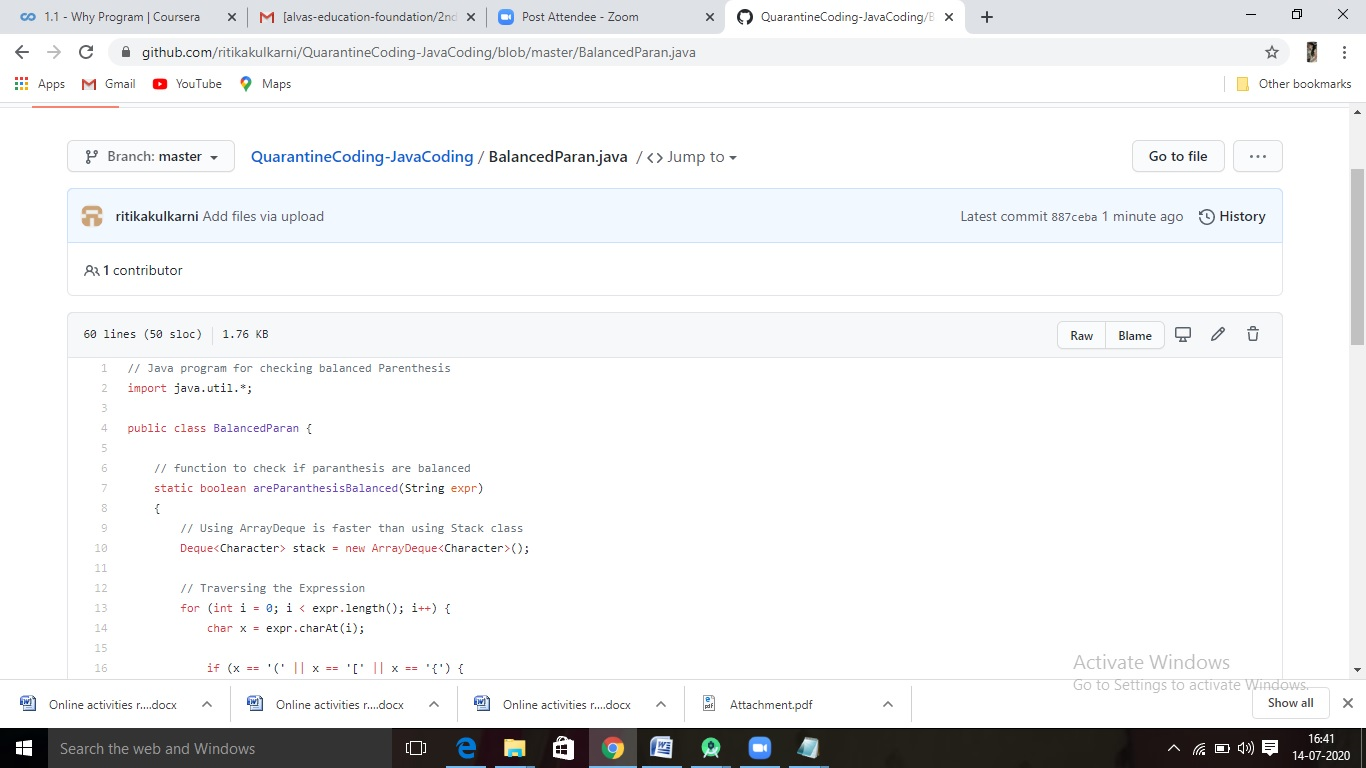 1.1 - Why Program | Coursera
[alvas-education-foundation/2nd
Post Attendee - Zoom
QuarantineCoding-JavaCoding/B
github.com/ritikakulkarni/QuarantineCoding-JavaCoding/blob/master/BalancedParan.java
Apps Gmail YouTube Maps Other bookmarks
Branch: master QuarantineCoding-JavaCoding / BalancedParan.java / <> Jump to Go to file ...
ritikakulkarni Add files via upload Latest commit 887ceba 1 minute ago History
1 contributor
60 lines (50 sloc) 1.76 KB Raw Blame
1 // Java program for checking balanced Parenthesis
2 import java.util.*;
3
4 public class BalancedParan {
5
6 // function to check if paranthesis are balanced
7 static boolean areParanthesisBalanced(String expr)
8 {
9 // Using ArrayDeque is faster than using Stack class
10 Deque<Character> stack = new ArrayDeque<Character>();
11
12 // Traversing the Expression
13 for (int i = 0; i < expr.length(); i++) {
14 char x = expr.charAt(i);
15
16 if (x == '(' || x == '[' || x == '{') {
Activate Windows
Go to Settings to activate Windows.
Online activities r....docx Online activities r....docx Online activities r....docx Attachment.pdf Show all
Search the web and Windows
16:41
14-07-2020